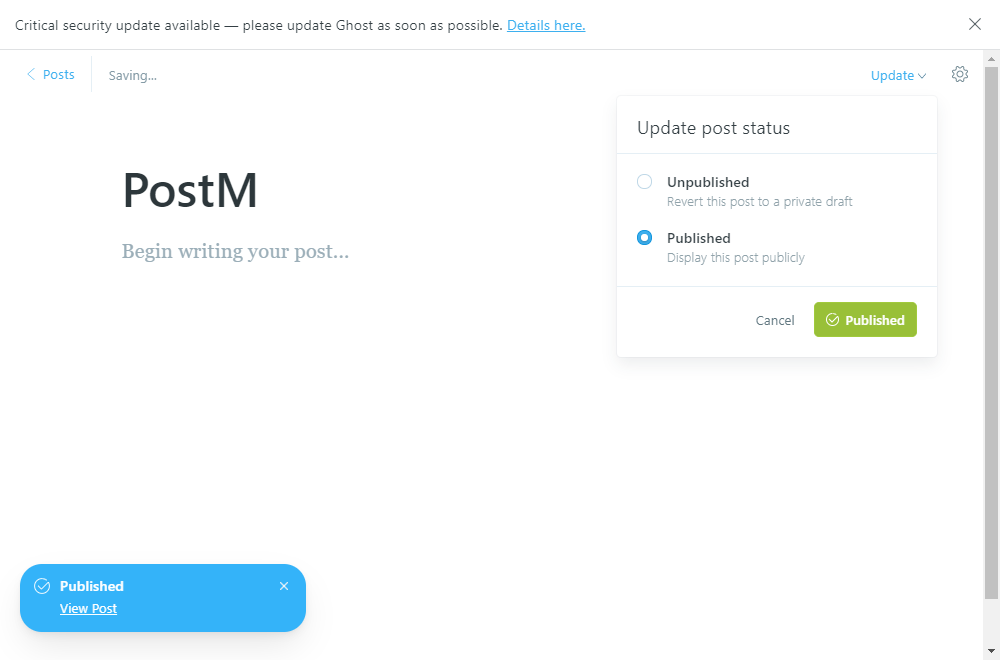 Critical security update available — please update Ghost as soon as possible. Details here.
Posts
Saving...
Update
Update post status
Unpublished
Revert this post to a private draft
Published
Display this post publicly
Cancel
Published
PostM
Begin writing your post...
Published
View Post